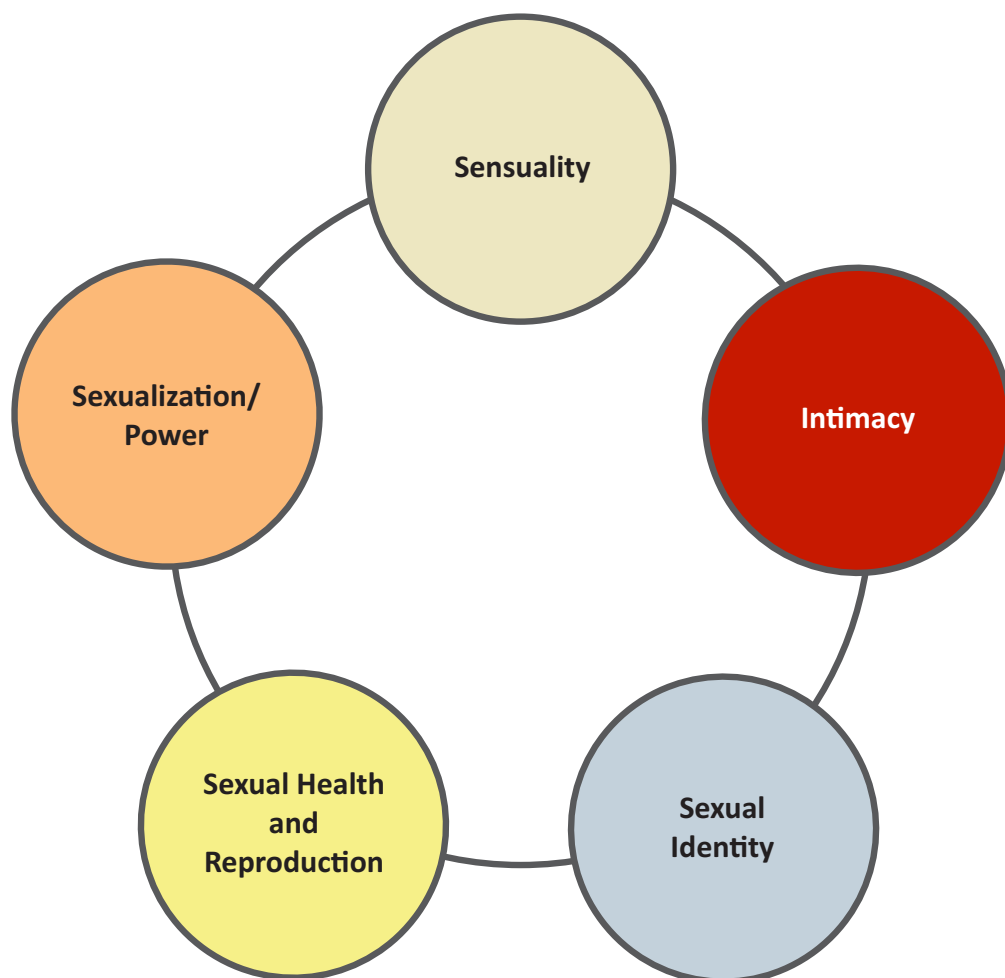 Sensuality
Intimacy
Sexual
Identity
Sexual Health
and
Reproduction
Sexualization/
Power